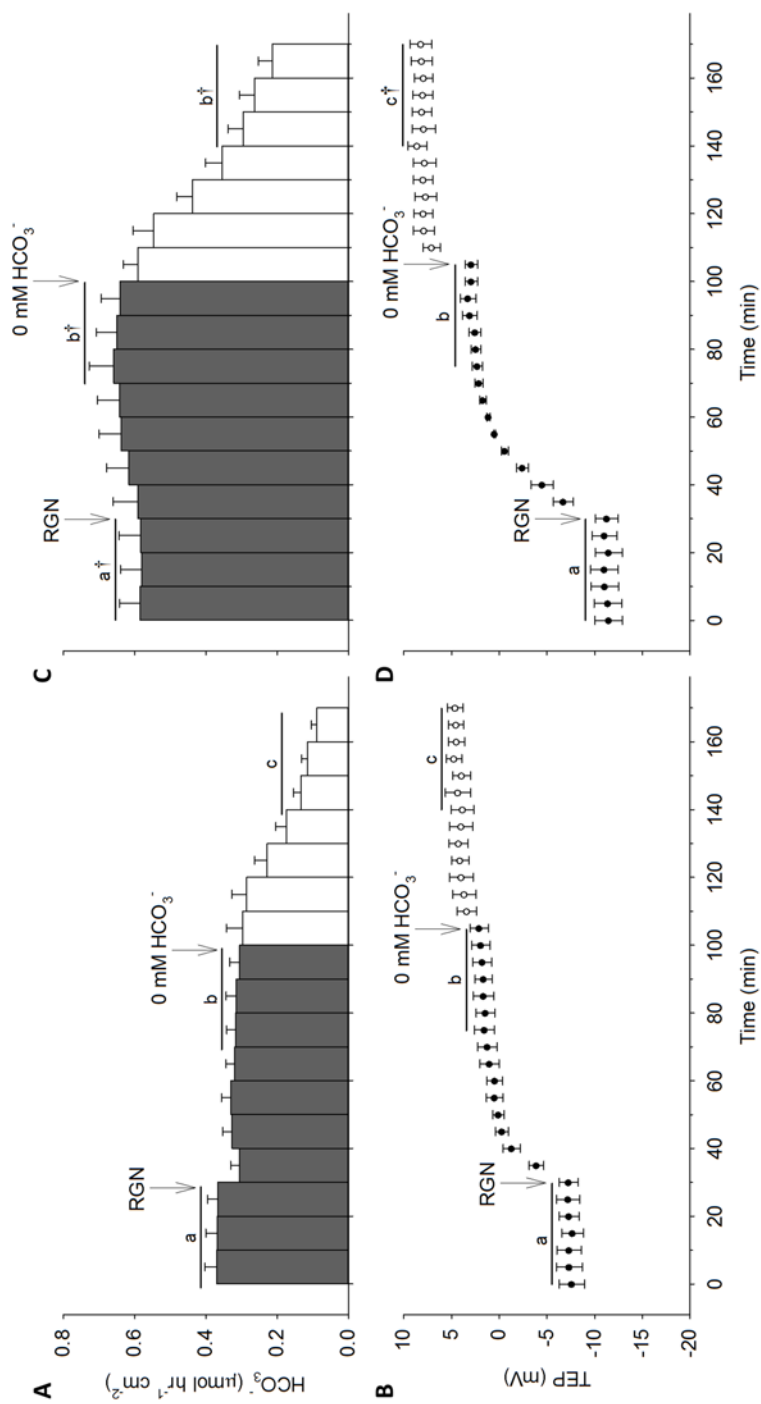 A
HCO₃⁻ (µmol hr⁻¹ cm⁻²)
0.8
0.6
0.4
0.2
0.0
a
RGN
b
0 mM HCO₃⁻
c
C
a†
RGN
b†
0 mM HCO₃⁻
b†
B
TEP (mV)
10
5
0
-5
-10
-15
-20
a
RGN
b
0 mM HCO₃⁻
c
0 20 40 60 80 100 120 140 160
Time (min)
D
a
RGN
b
0 mM HCO₃⁻
c†
0 20 40 60 80 100 120 140 160
Time (min)